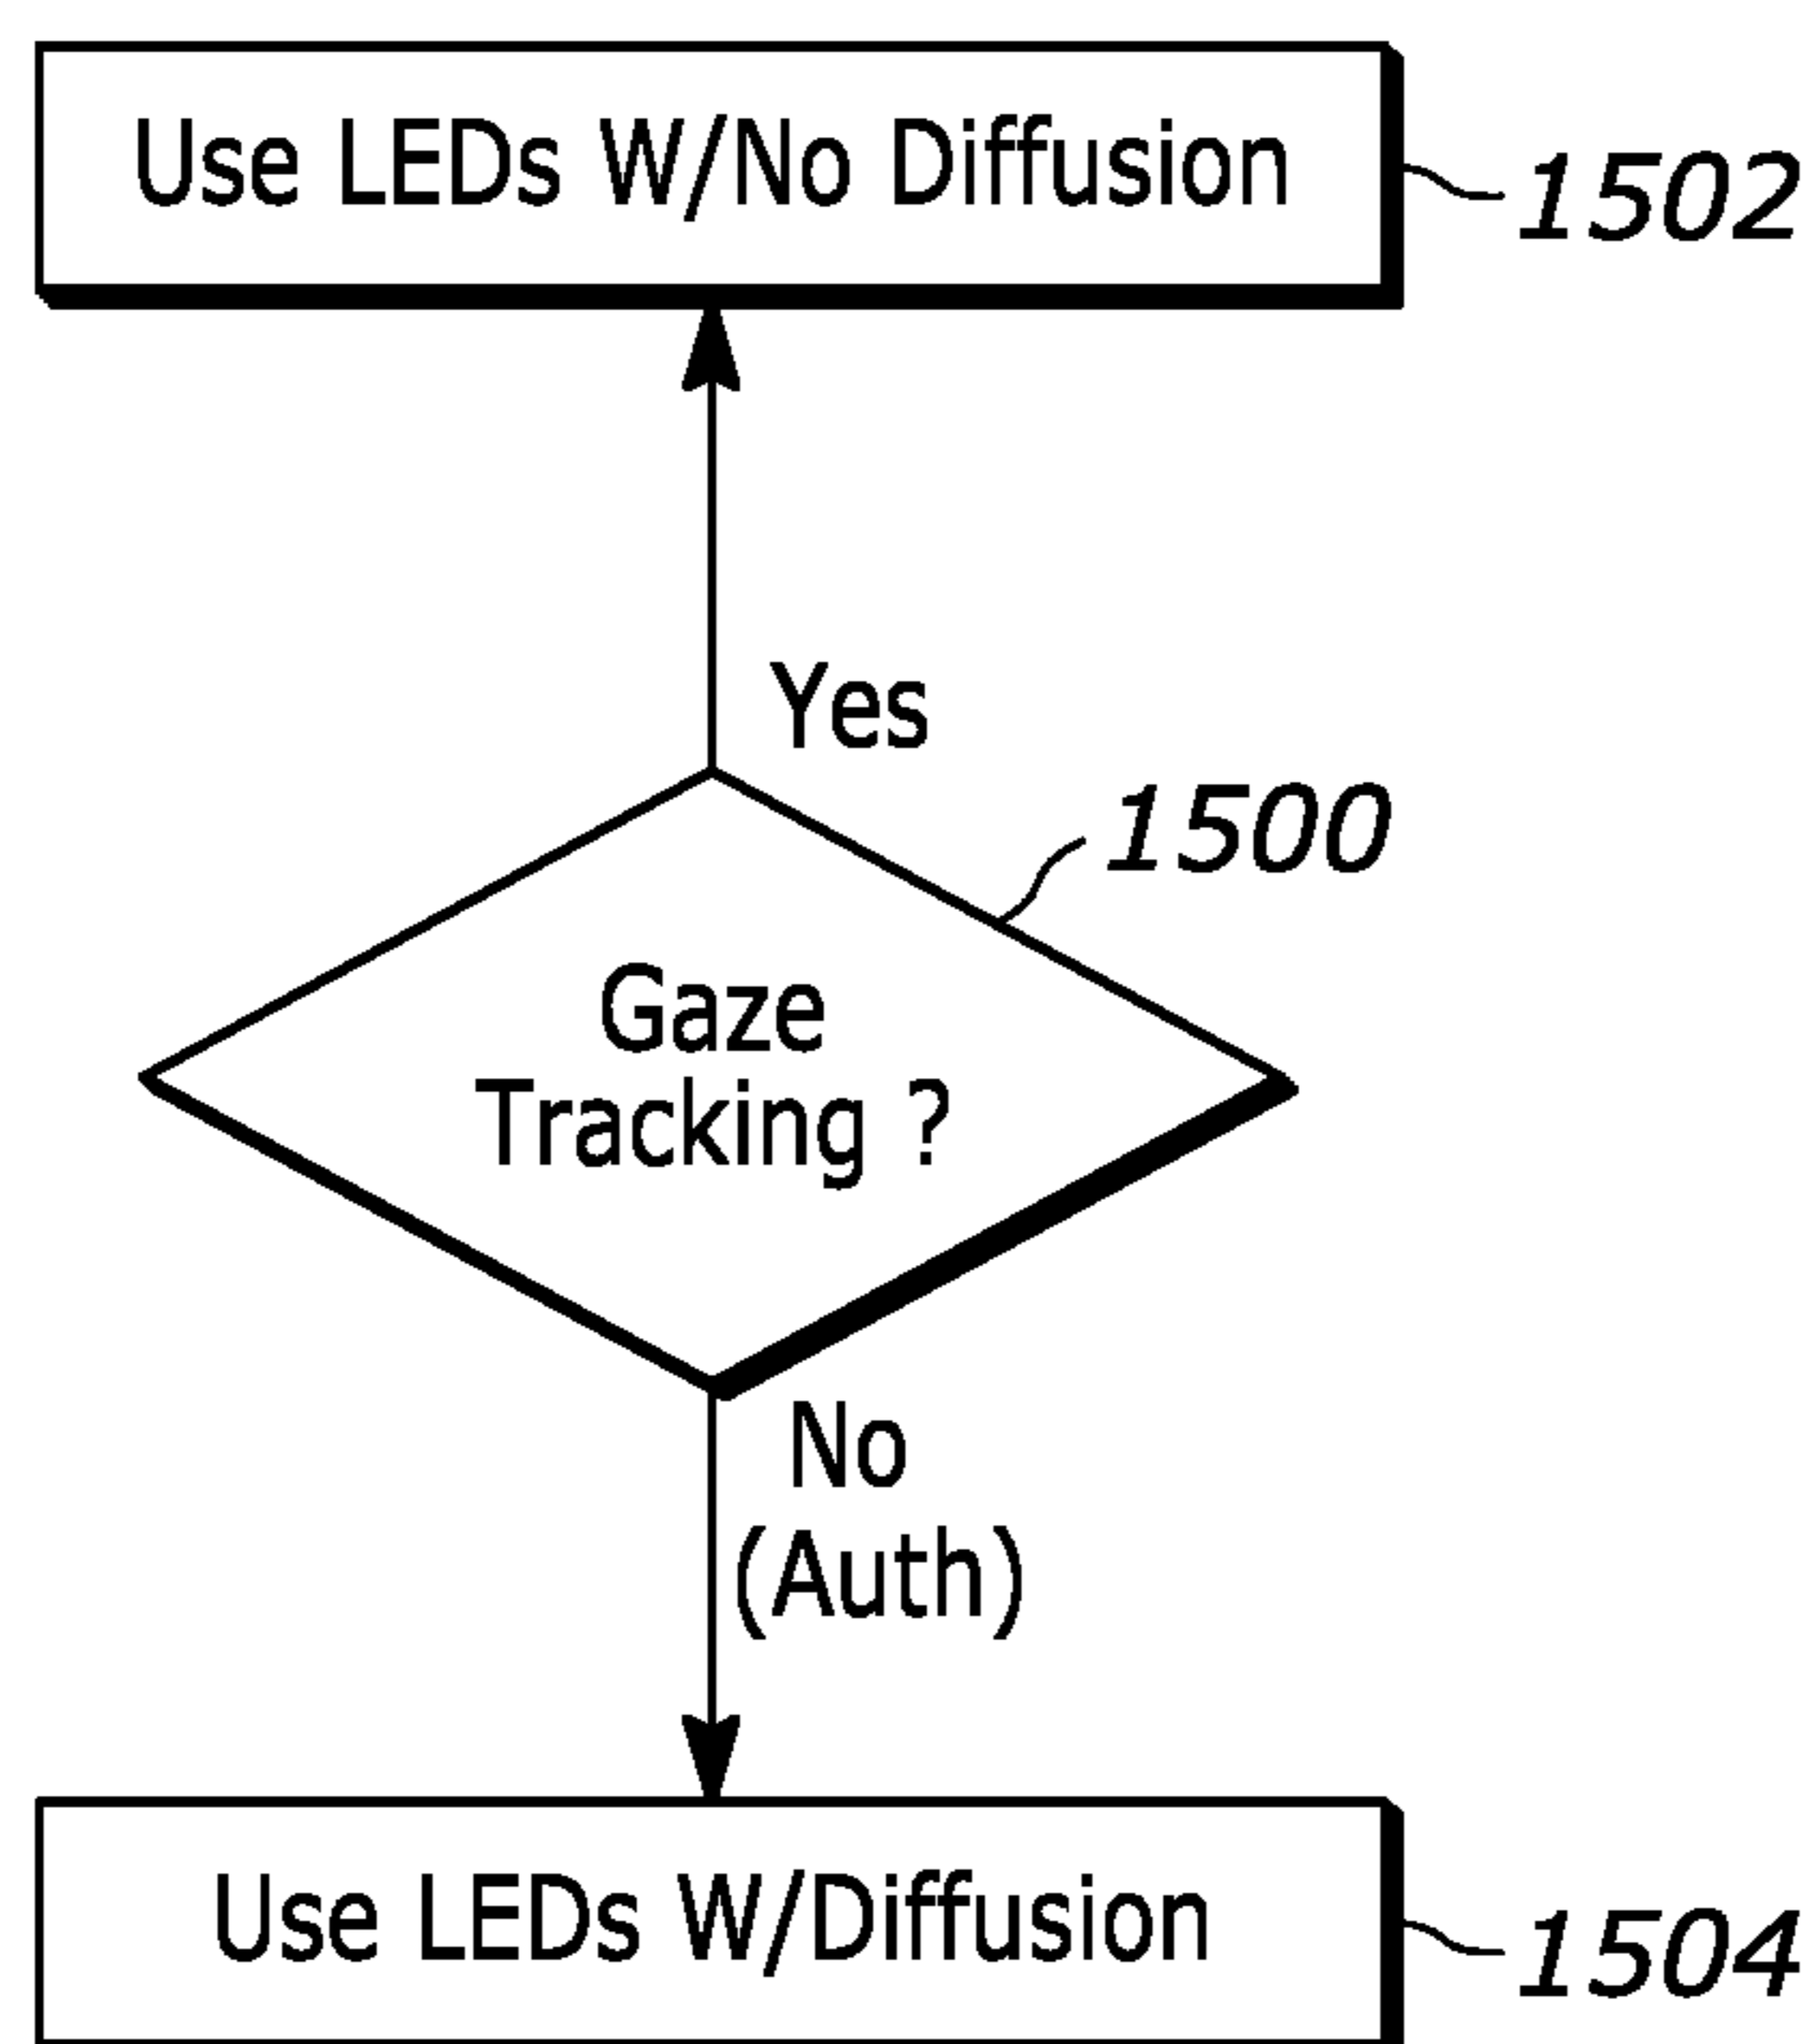 Use LEDs W/No Diffusion
1502
Yes
1500
Gaze
Tracking ?
No
(Auth)
Use LEDs W/Diffusion
1504